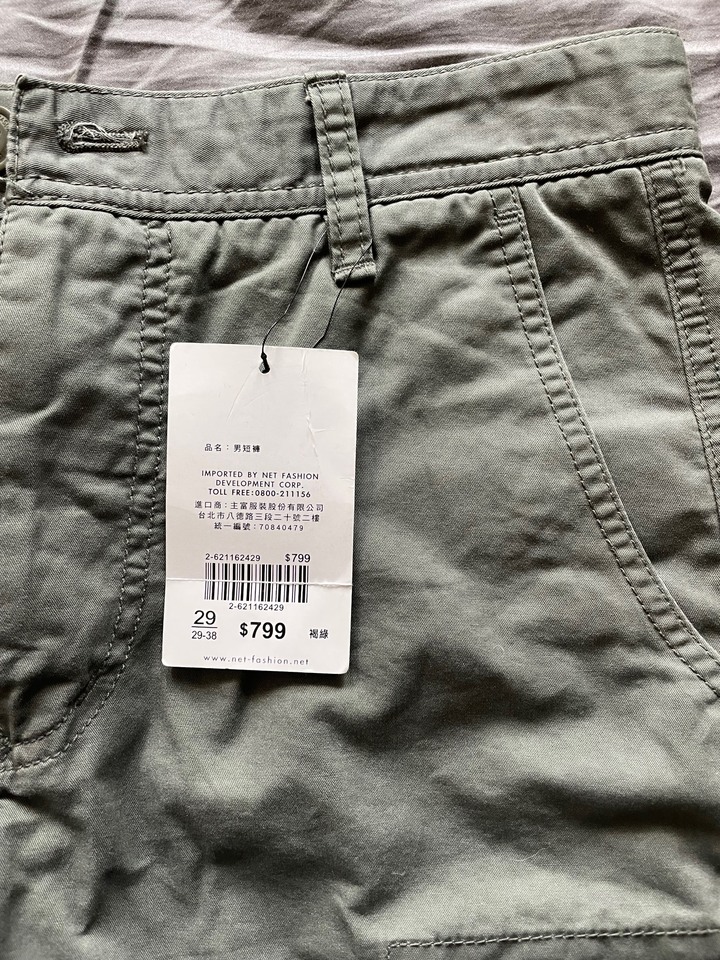 品名：男短褲
IMPORTED BY NET FASHION
DEVELOPMENT CORP.
TOLL FREE:0800-211156
進口商：主富服裝股份有限公司
台北市八德路三段二十號二樓
統一編號：70840479
2-621162429 $799
2-621162429
29
29-38 $799 褐綠
www.net-fashion.net